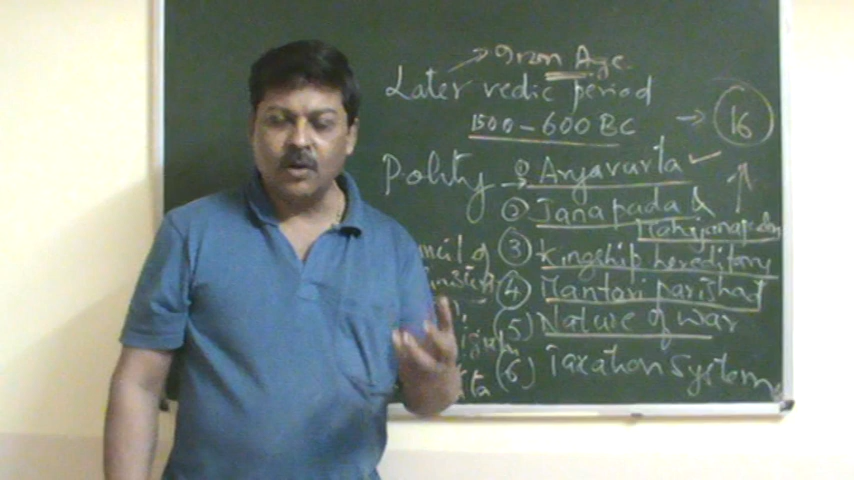 → Iron Age.
Later vedic period
1500 – 600 BC → 16
Polity → ① Aryavarta ✓
② Janapada &
Mahajanapadas
③ Kingship hereditary
④ Mantori parishad
(5) Nature of war
(6) Taxation System